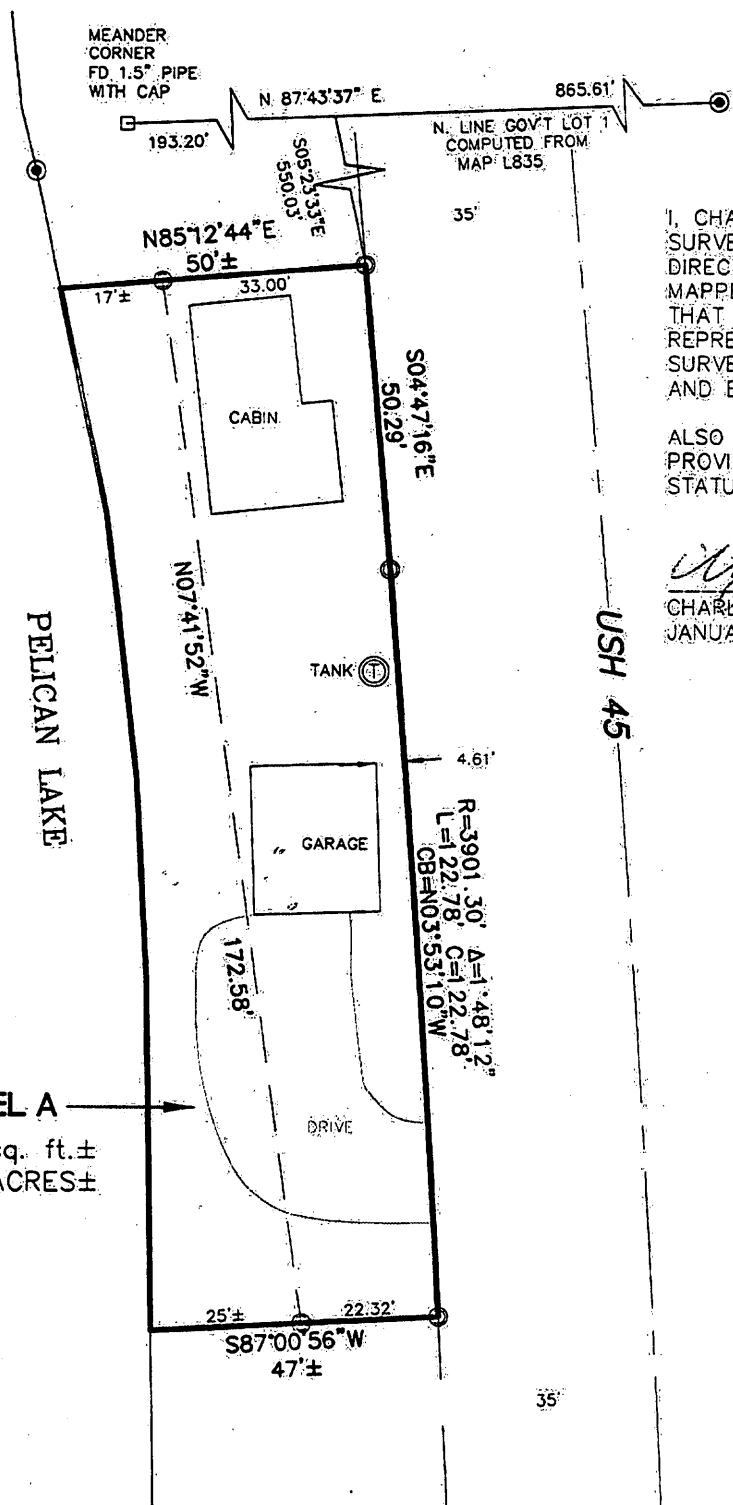 MEANDER
CORNER
FD 1.5" PIPE
WITH CAP
N 87°43'37" E
865.61'
193.20'
N. LINE GOV'T LOT 1
COMPUTED FROM
MAP L835
S05°23'33"E
550.03'
35'
N85°12'44"E
50'±
17'±
33.00'
I, CHA
SURVE
DIREC
MAPP
THAT
REPRE
SURVE
AND B
ALSO
PROVI
STATU
CHARL
JANUA
S04°47'16"E
50.29'
CABIN
N07°41'52"W
172.58'
PELICAN LAKE
USH 45
TANK T
4.61'
GARAGE
R=3901.30' Δ=1°48'12"
L=122.78' C=122.78'
CB=N03°53'10"W
EL A
sq. ft.±
ACRES±
DRIVE
25'±
22.32'
S87°00'56"W
47'±
35'